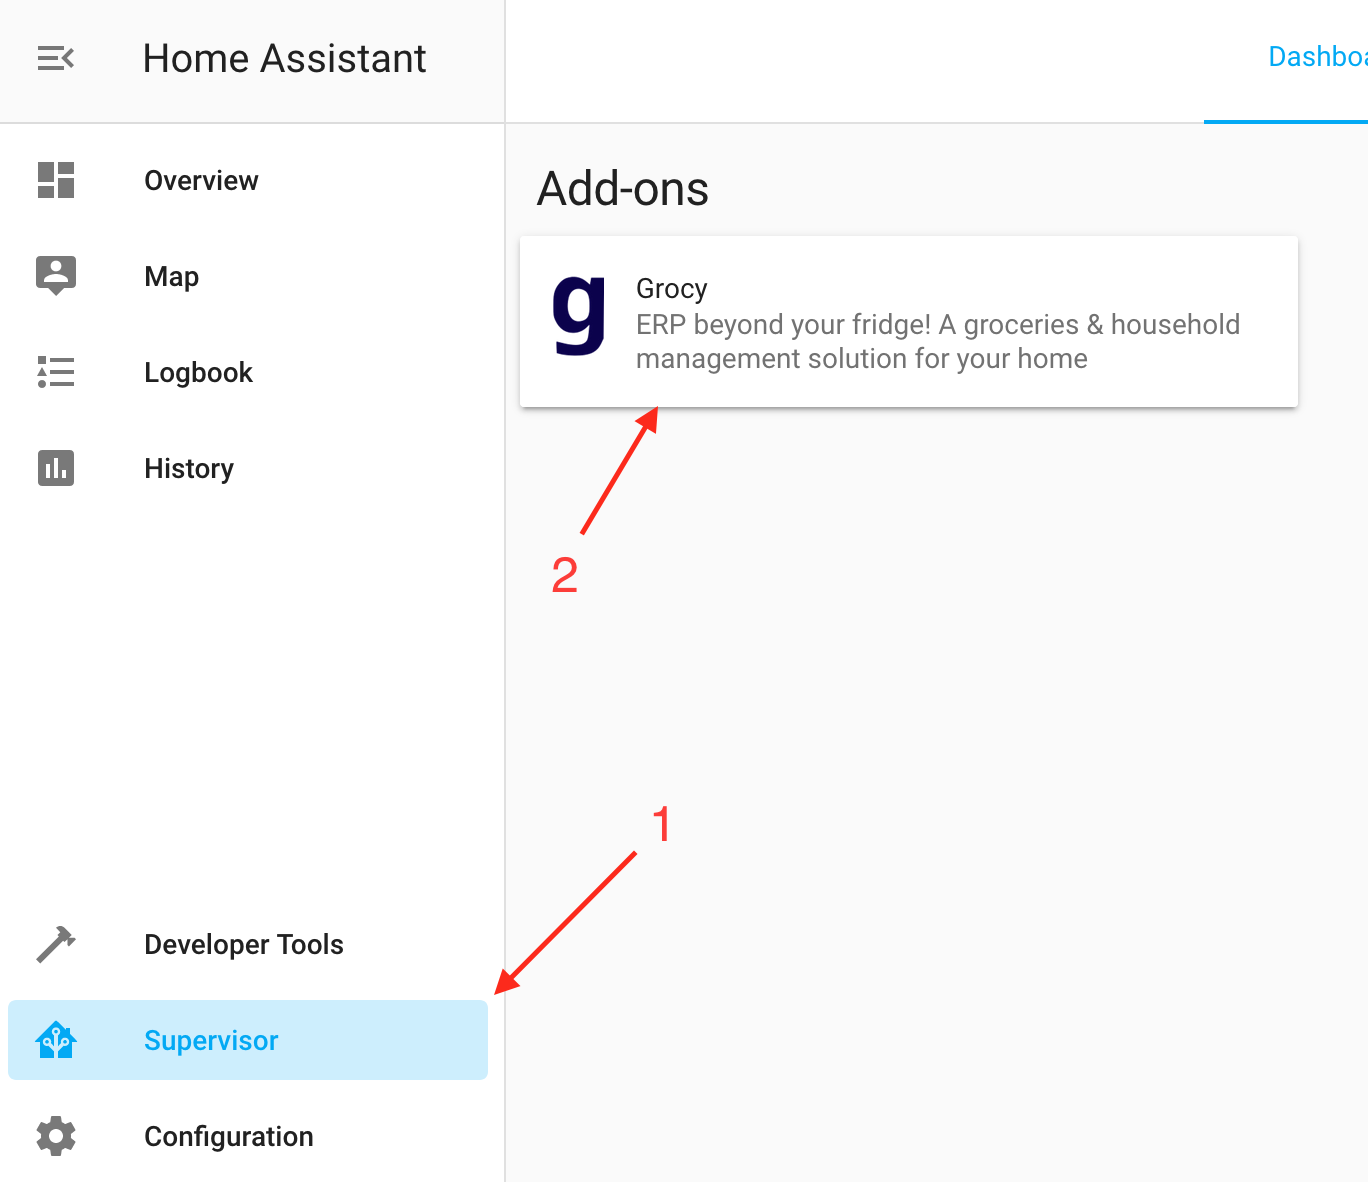 Home Assistant
Dashboa
Overview
Map
Logbook
History
Add-ons
g
Grocy
ERP beyond your fridge! A groceries & household
management solution for your home
2
1
Developer Tools
Supervisor
Configuration